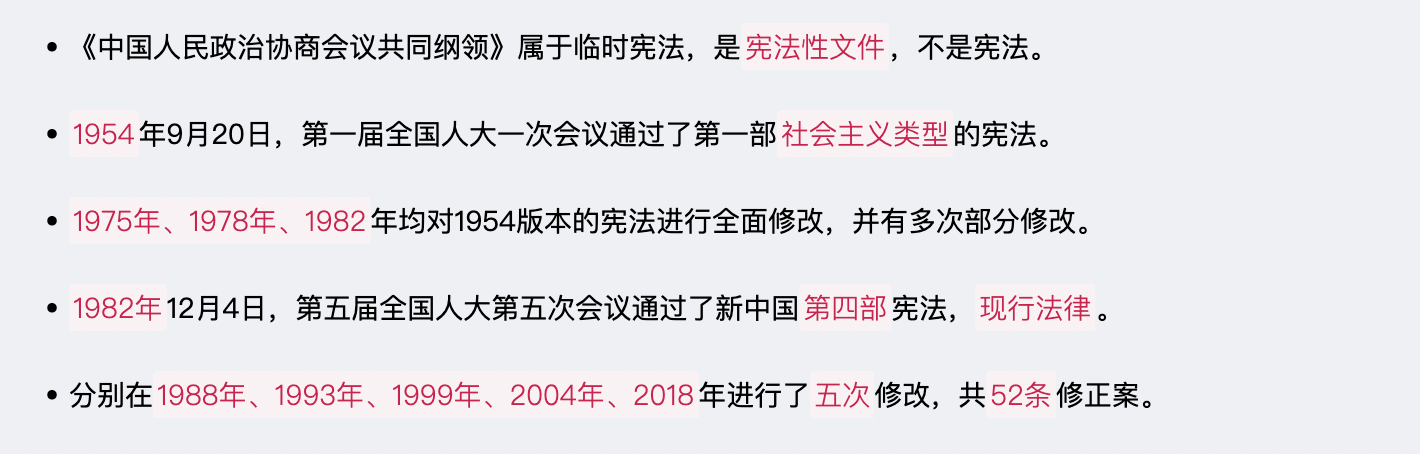 • 《中国人民政治协商会议共同纲领》属于临时宪法，是宪法性文件，不是宪法。
• 1954年9月20日，第一届全国人大一次会议通过了第一部社会主义类型的宪法。
• 1975年、1978年、1982年均对1954版本的宪法进行全面修改，并有多次部分修改。
• 1982年12月4日，第五届全国人大第五次会议通过了新中国第四部宪法，现行法律。
• 分别在1988年、1993年、1999年、2004年、2018年进行了五次修改，共52条修正案。